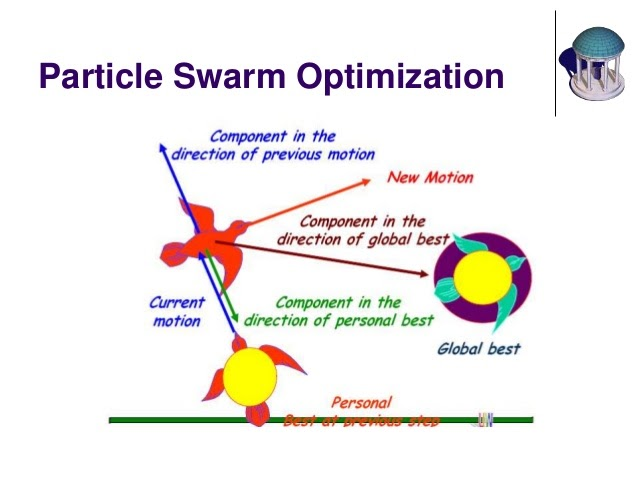 Particle Swarm Optimization
Component in the
direction of previous motion
New Motion
Component in the
direction of global best
Current
motion
Component in the
direction of personal best
Global best
Personal
Best at previous step